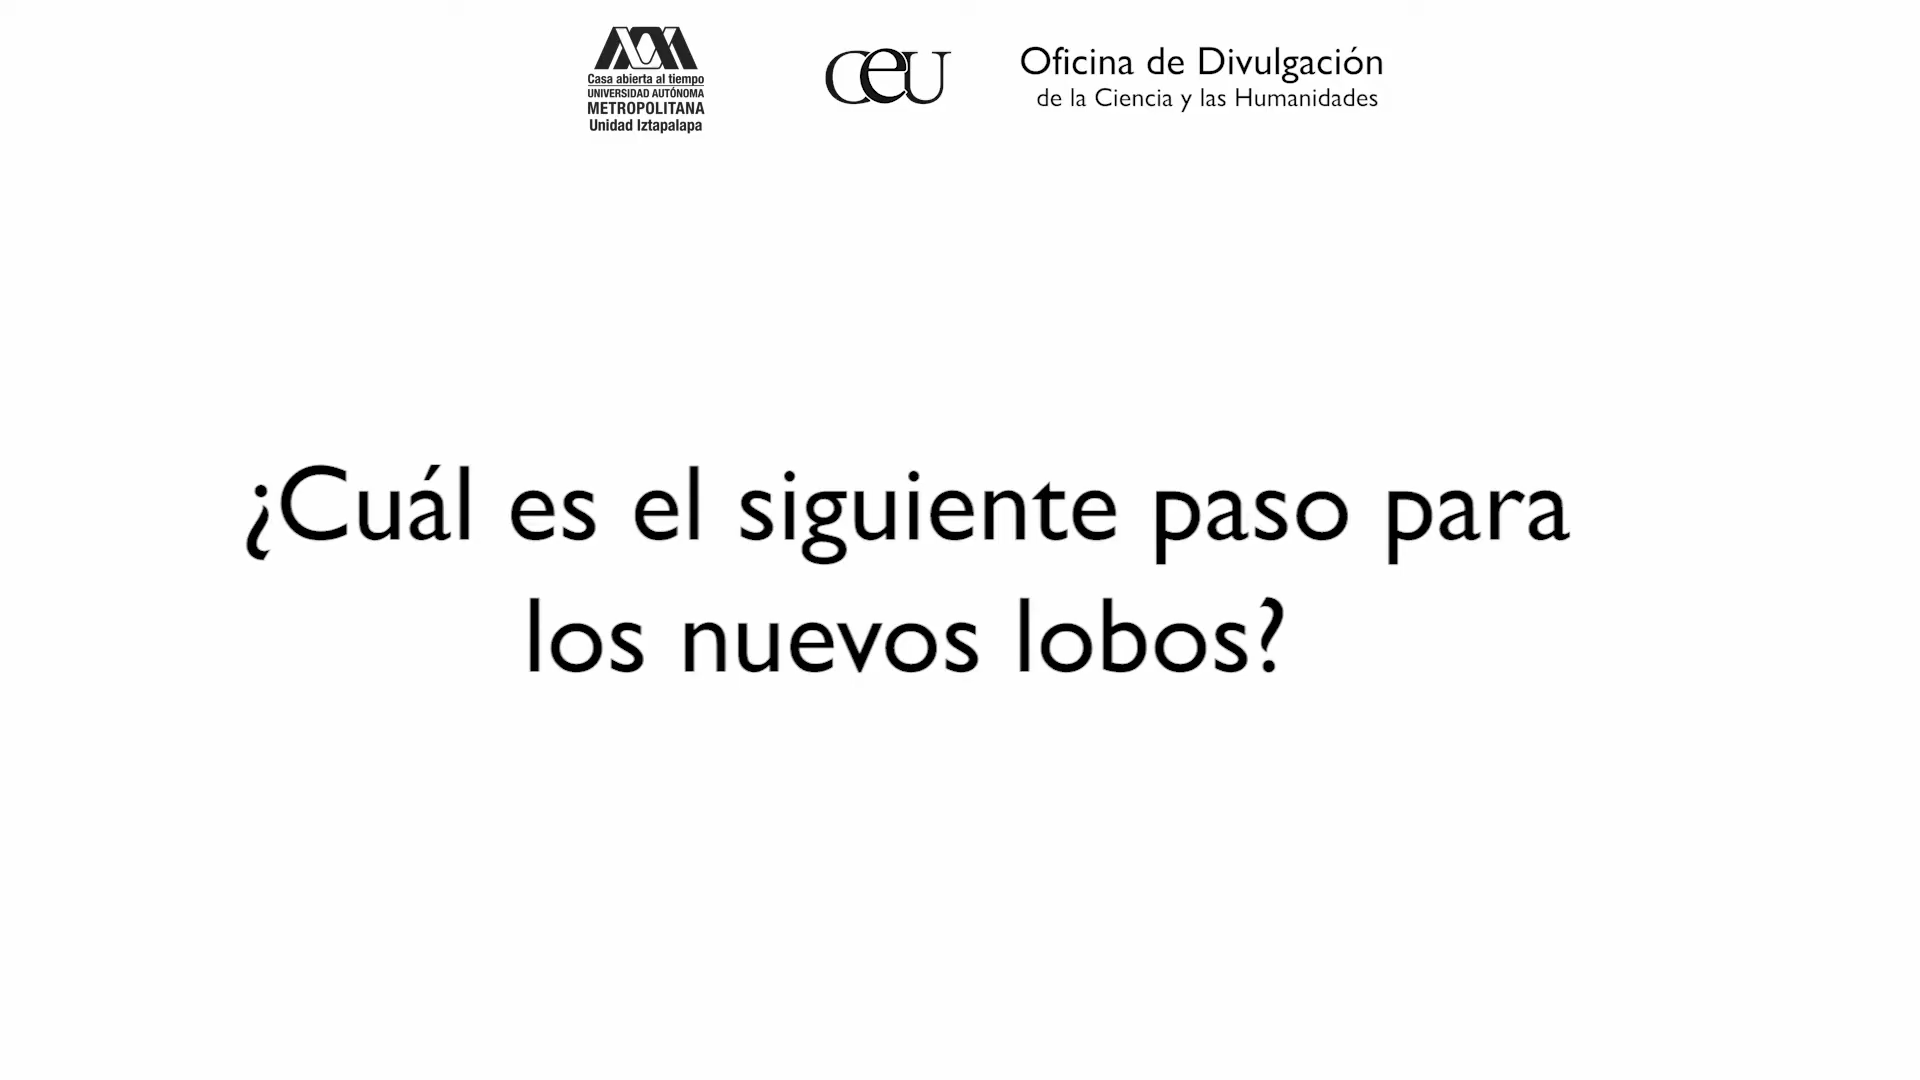 Casa abierta al tiempo
UNIVERSIDAD AUTÓNOMA
METROPOLITANA
Unidad Iztapalapa
ceu
Oficina de Divulgación
de la Ciencia y las Humanidades
¿Cuál es el siguiente paso para
los nuevos lobos?